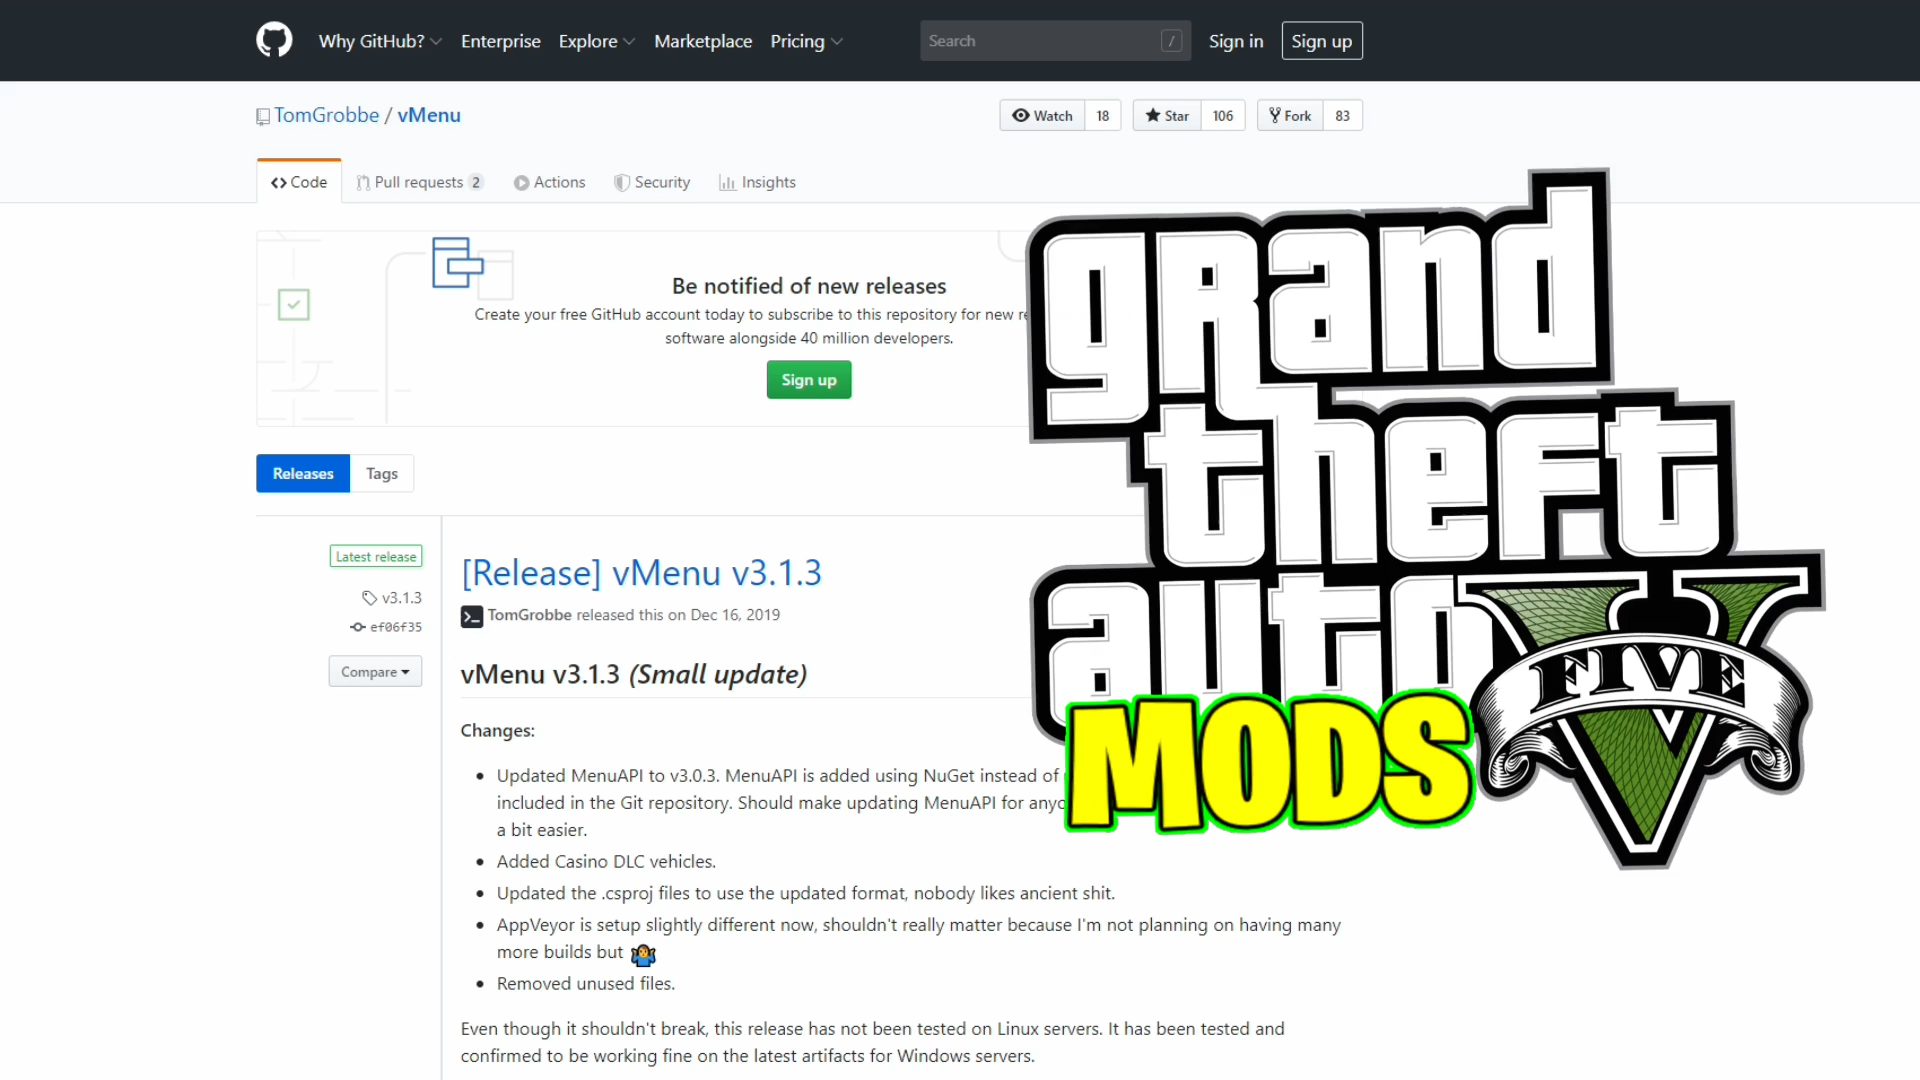 Why GitHub? Enterprise Explore Marketplace Pricing Search / Sign in Sign up
TomGrobbe / vMenu
Watch 18 Star 106 Fork 83
Code Pull requests 2 Actions Security Insights
Be notified of new releases
Create your free GitHub account today to subscribe to this repository for new
software alongside 40 million developers.
Sign up
Releases Tags
Latest release
v3.1.3
ef06f35
Compare
[Release] vMenu v3.1.3
TomGrobbe released this on Dec 16, 2019
vMenu v3.1.3 (Small update)
Changes:
Updated MenuAPI to v3.0.3. MenuAPI is added using NuGet instead of
included in the Git repository. Should make updating MenuAPI for
a bit easier.
Added Casino DLC vehicles.
Updated the .csproj files to use the updated format, nobody likes ancient shit.
AppVeyor is setup slightly different now, shouldn't really matter because I'm not planning on having many
more builds but
Removed unused files.
Even though it shouldn't break, this release has not been tested on Linux servers. It has been tested and
confirmed to be working fine on the latest artifacts for Windows servers.
grand
theft
auto V
FIVE
MODS